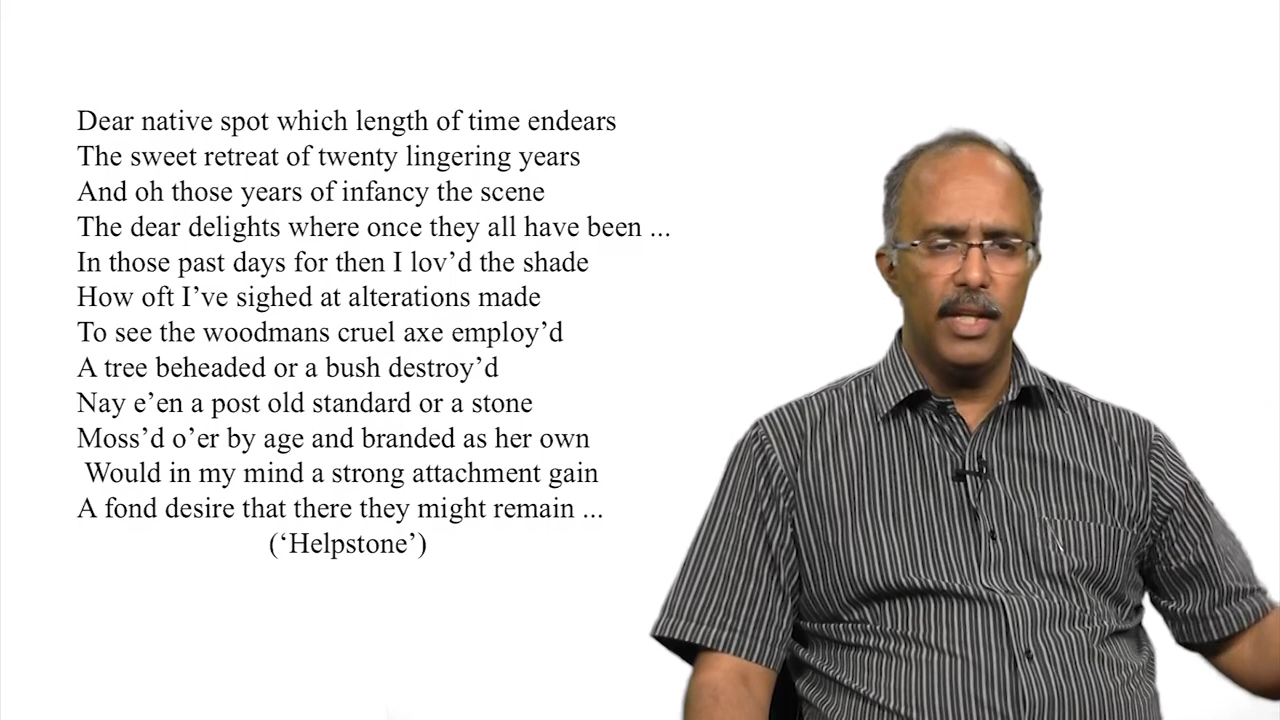 Dear native spot which length of time endears
The sweet retreat of twenty lingering years
And oh those years of infancy the scene
The dear delights where once they all have been ...
In those past days for then I lov’d the shade
How oft I’ve sighed at alterations made
To see the woodmans cruel axe employ’d
A tree beheaded or a bush destroy’d
Nay e’en a post old standard or a stone
Moss’d o’er by age and branded as her own
Would in my mind a strong attachment gain
A fond desire that there they might remain ...
(‘Helpstone’)